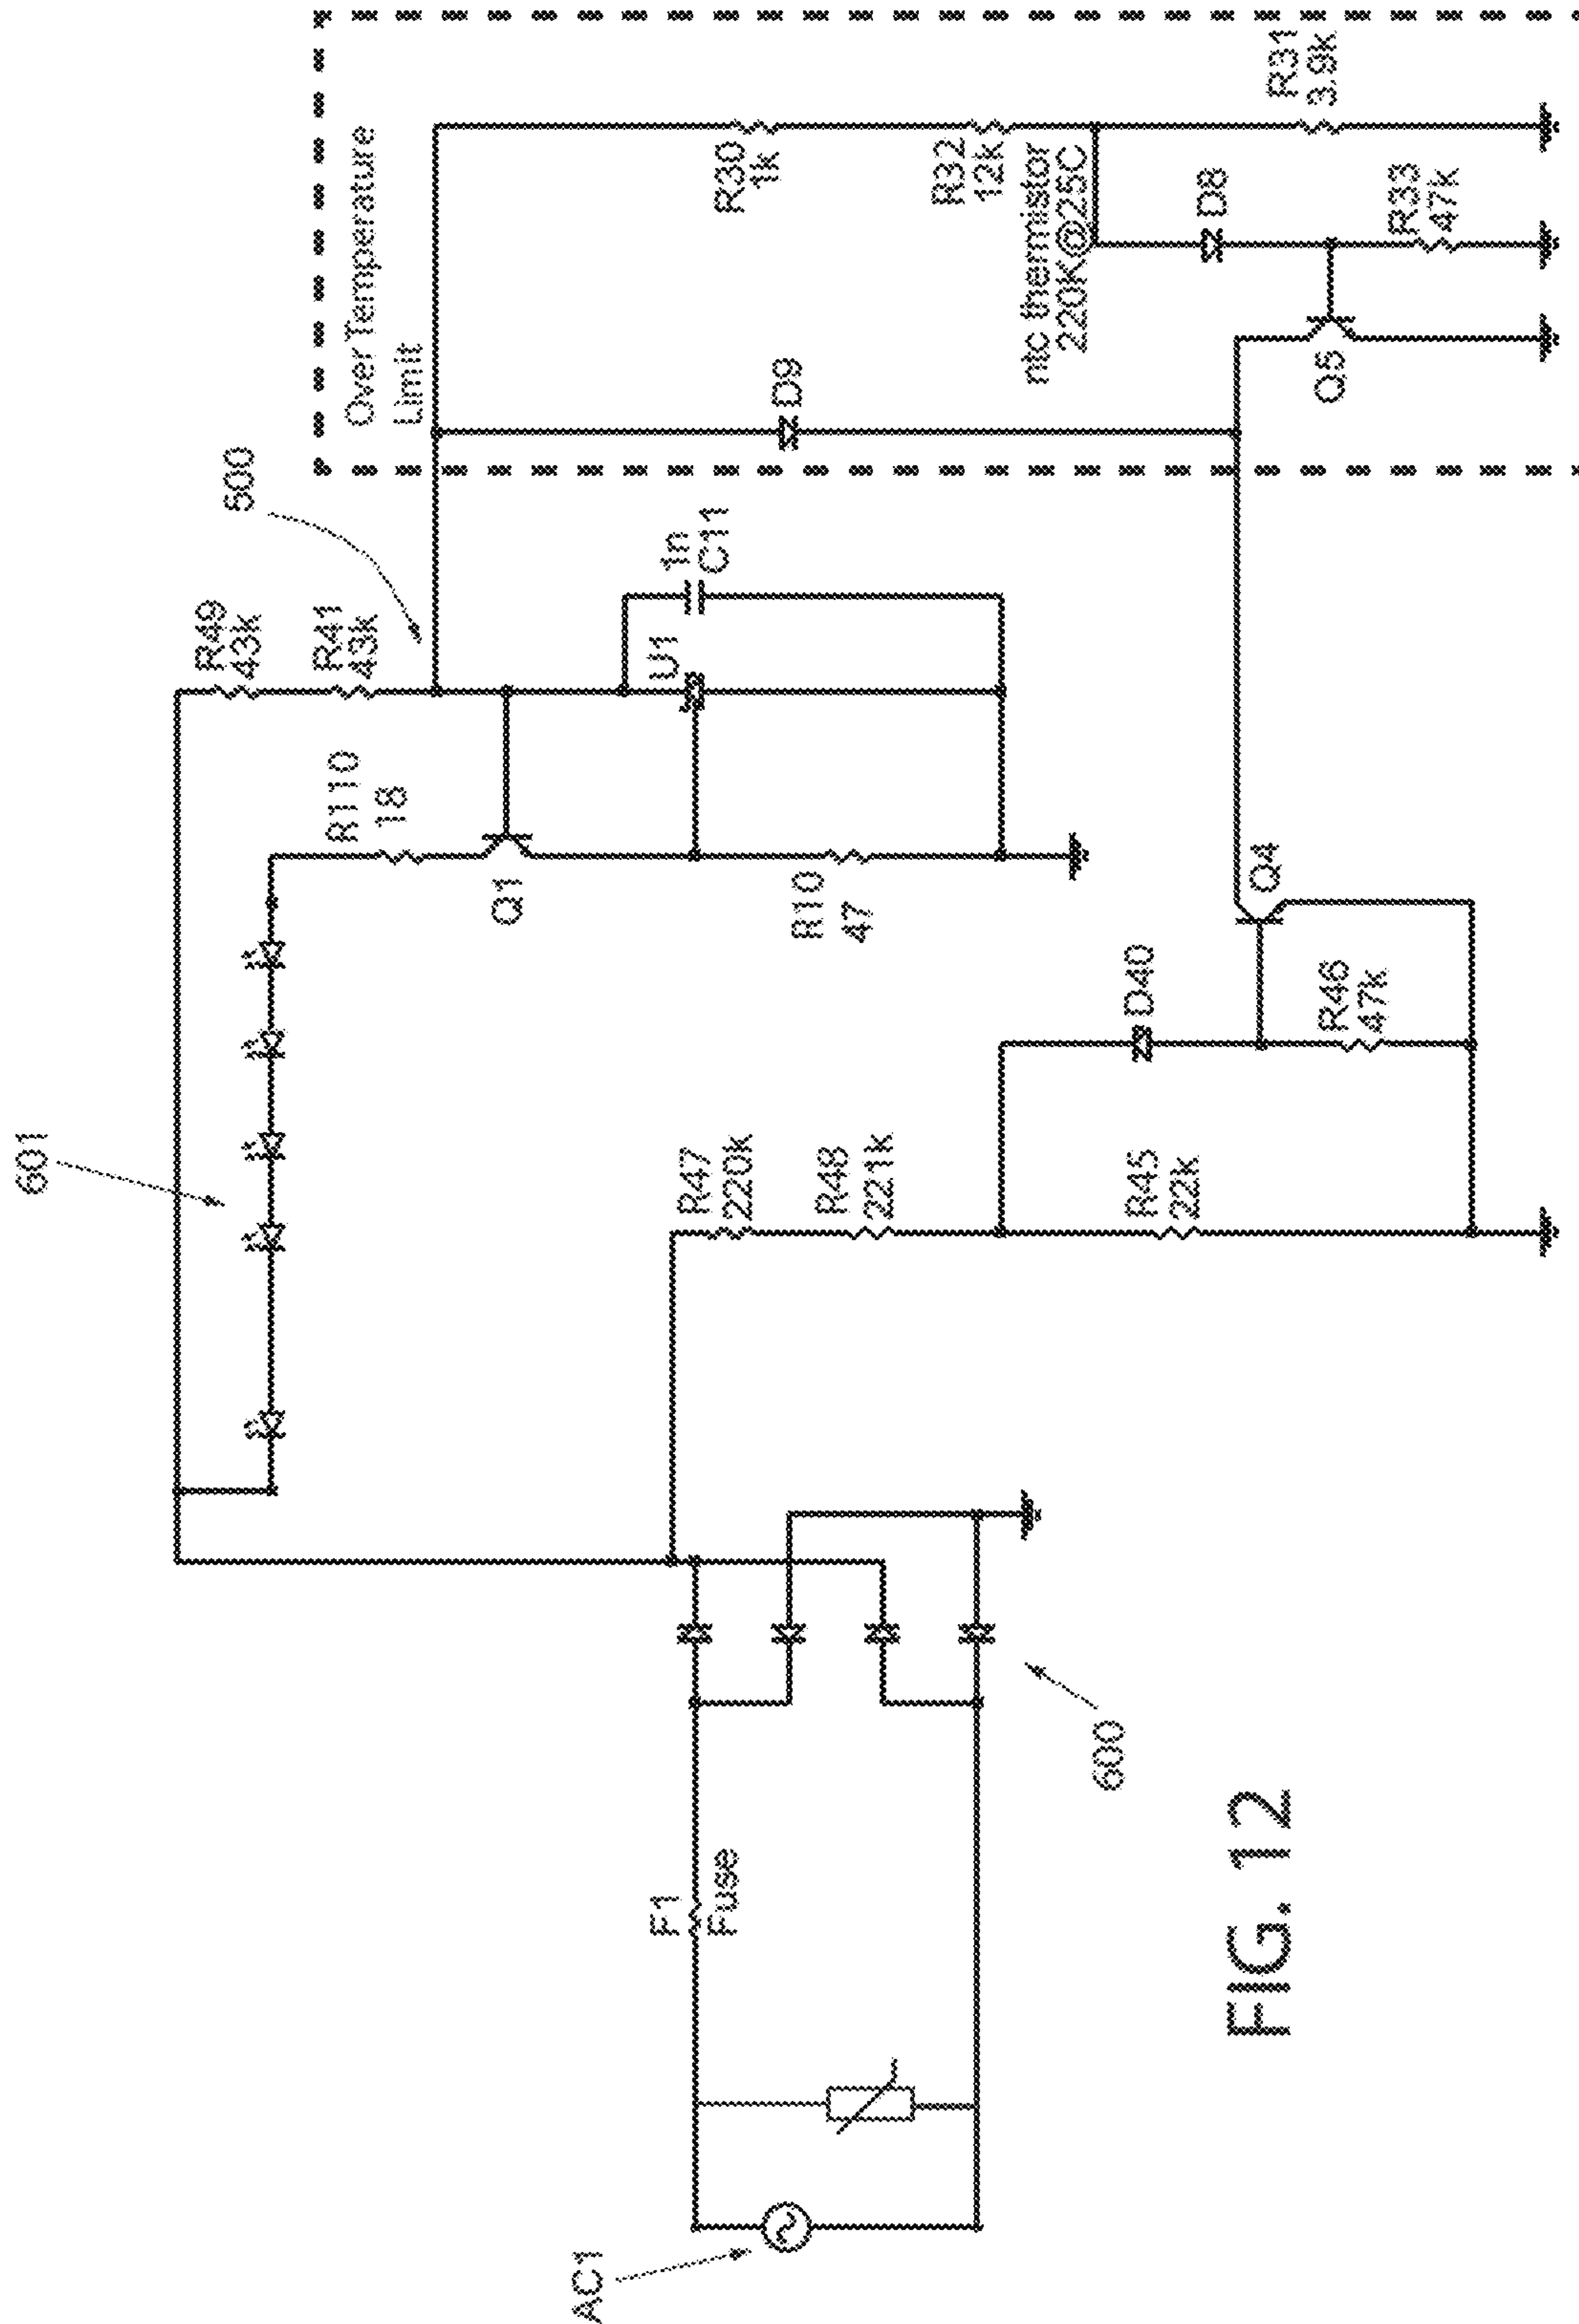 601
500
Over Temperature
Limit
R49
43k
R41
43k
R110
18
Q1
U1
1n
C11
R10
47
D9
R30
1k
R32
12k
ntc thermistor
220K@25C
D8
R31
3.9k
R33
47k
Q5
Q4
D40
R46
47k
R47
220k
R48
221k
R45
22k
F1
Fuse
AC1
600
FIG. 12